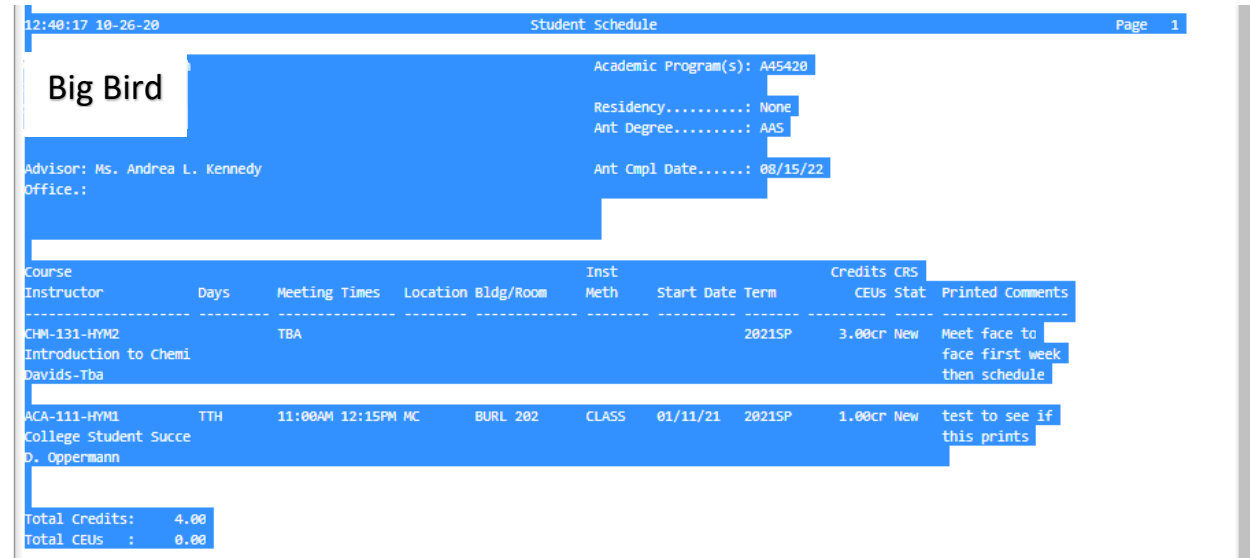 12:40:17 10-26-20 Student Schedule Page 1
Academic Program(s): A45420
Big Bird
Residency..........: None
Ant Degree.........: AAS
Advisor: Ms. Andrea L. Kennedy Ant Cmpl Date......: 08/15/22
Office.:
Course Inst Credits CRS
Instructor Days Meeting Times Location Bldg/Room Meth Start Date Term CEUs Stat Printed Comments
--------------------- --------- --------------- -------- ------------- -------- ---------- ------- ---------- ----- ----------------
CHM-131-HYM2 TBA 2021SP 3.00cr New Meet face to
Introduction to Chemi face first week
Davids-Tba then schedule
ACA-111-HYM1 TTH 11:00AM 12:15PM MC BURL 202 CLASS 01/11/21 2021SP 1.00cr New test to see if
College Student Succe this prints
D. Oppermann
Total Credits: 4.00
Total CEUs : 0.00